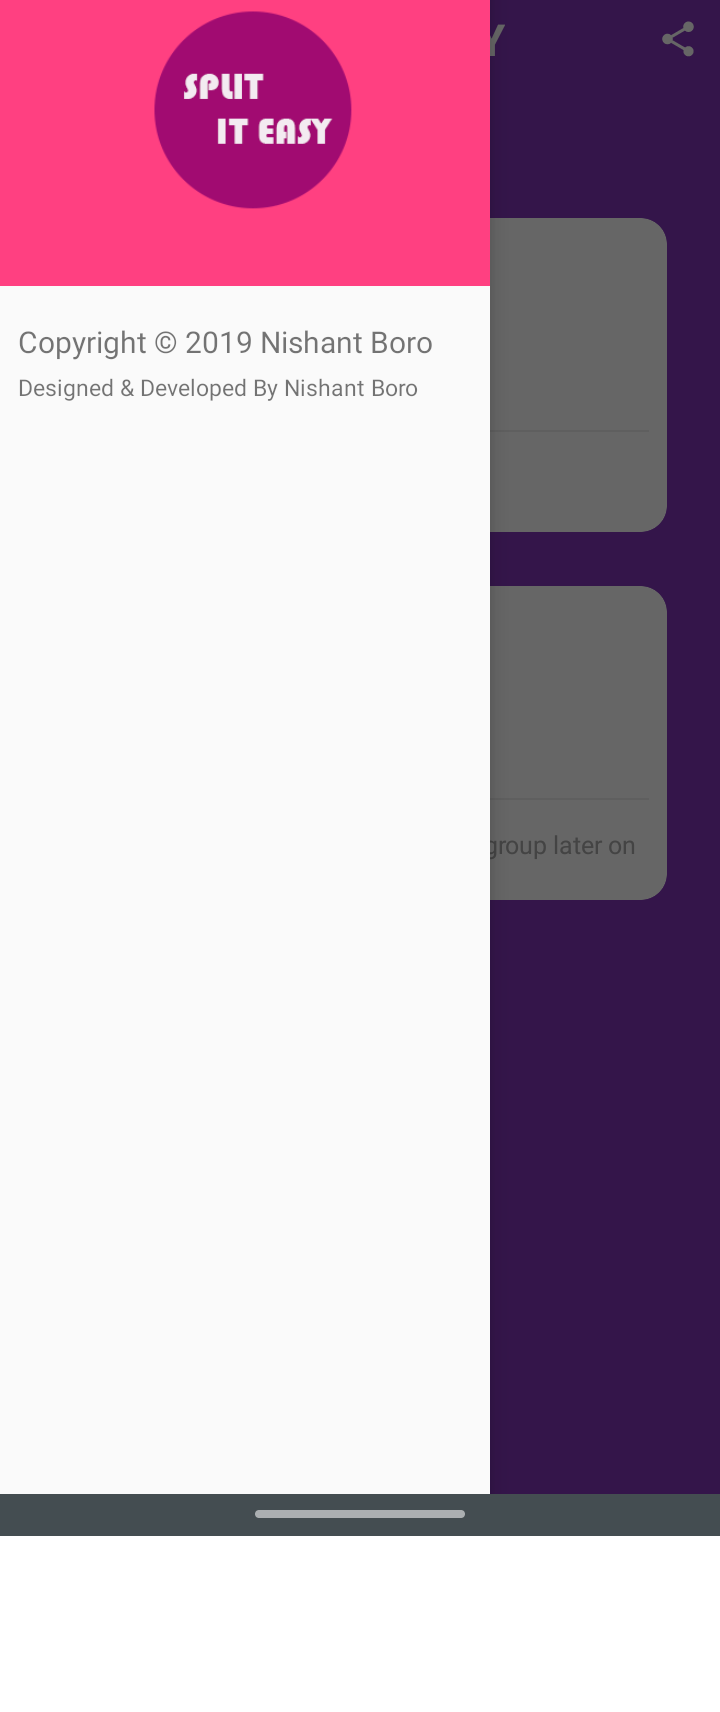 SPLIT
IT EASY
Y
Copyright © 2019 Nishant Boro
Designed & Developed By Nishant Boro
group later on